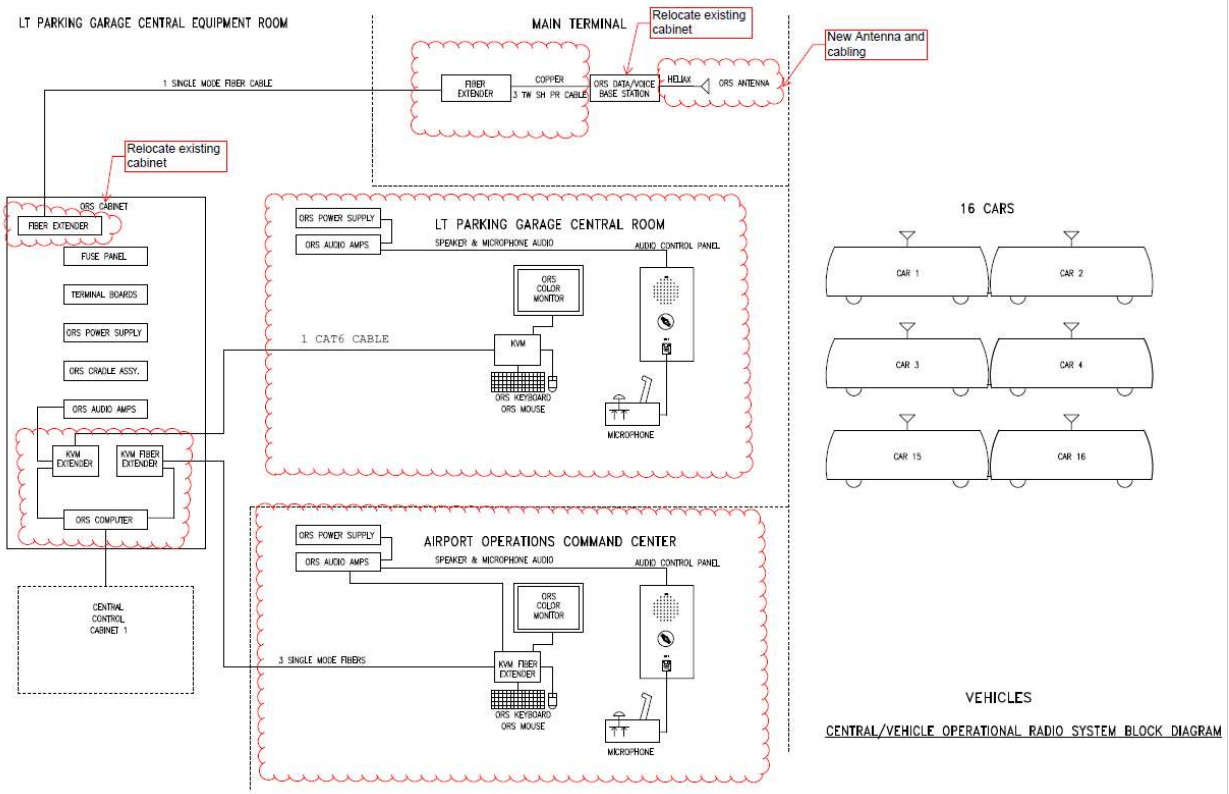 LT PARKING GARAGE CENTRAL EQUIPMENT ROOM
MAIN TERMINAL
Relocate existing
cabinet
New Antenna and
cabling
1 SINGLE MODE FIBER CABLE
FIBER
EXTENDER
COPPER
3 TW SH PR CABLE
ORS DATA/VOICE
BASE STATION
HELIAX
ORS ANTENNA
Relocate existing
cabinet
ORS CABINET
FIBER EXTENDER
FUSE PANEL
TERMINAL BOARDS
ORS POWER SUPPLY
ORS CRADLE ASSY.
ORS AUDIO AMPS
KVM
EXTENDER
KVM FIBER
EXTENDER
ORS COMPUTER
CENTRAL
CONTROL
CABINET 1
ORS POWER SUPPLY
ORS AUDIO AMPS
LT PARKING GARAGE CENTRAL ROOM
SPEAKER & MICROPHONE AUDIO
AUDIO CONTROL PANEL
ORS
COLOR
MONITOR
1 CAT6 CABLE
KVM
ORS KEYBOARD
ORS MOUSE
MICROPHONE
ORS POWER SUPPLY
ORS AUDIO AMPS
AIRPORT OPERATIONS COMMAND CENTER
SPEAKER & MICROPHONE AUDIO
AUDIO CONTROL PANEL
ORS
COLOR
MONITOR
3 SINGLE MODE FIBERS
KVM FIBER
EXTENDER
ORS KEYBOARD
ORS MOUSE
MICROPHONE
16 CARS
CAR 1
CAR 2
CAR 3
CAR 4
CAR 15
CAR 16
VEHICLES
CENTRAL/VEHICLE OPERATIONAL RADIO SYSTEM BLOCK DIAGRAM